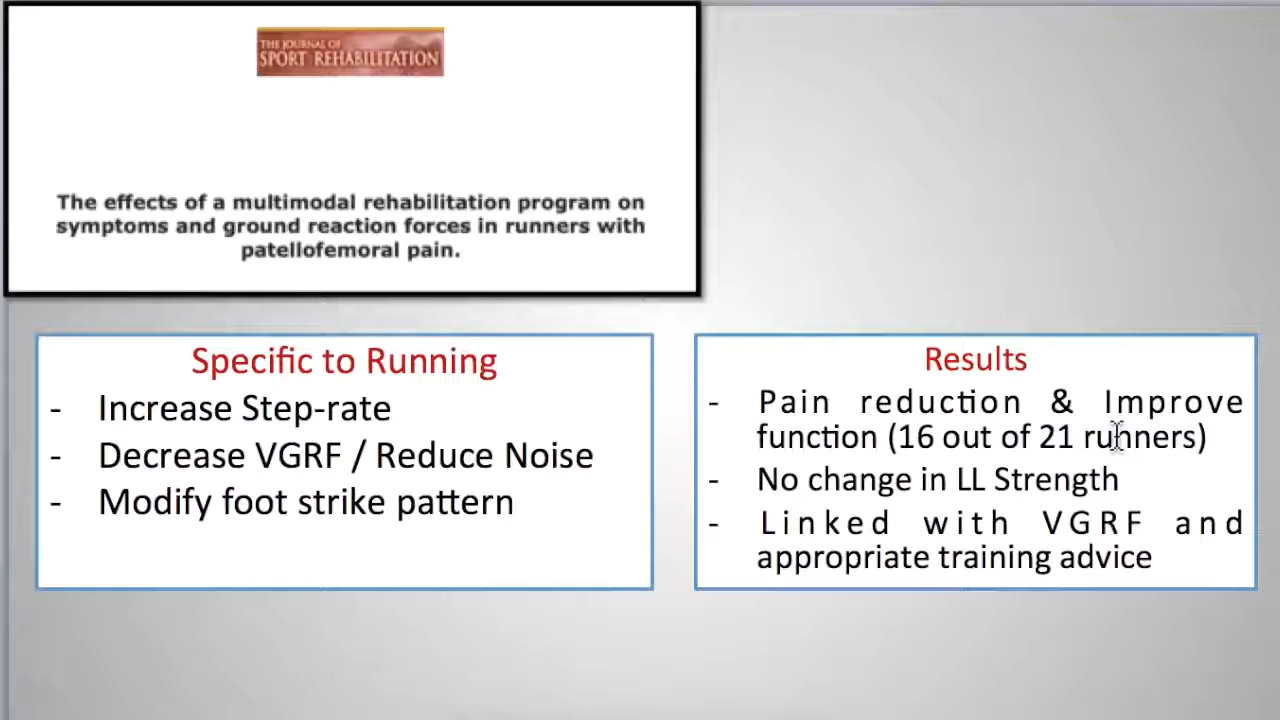 THE JOURNAL OF
SPORT REHABILITATION
The effects of a multimodal rehabilitation program on
symptoms and ground reaction forces in runners with
patellofemoral pain.
Specific to Running
- Increase Step-rate
- Decrease VGRF / Reduce Noise
- Modify foot strike pattern
Results
- Pain reduction & Improve
function (16 out of 21 runners)
- No change in LL Strength
- Linked with VGRF and
appropriate training advice